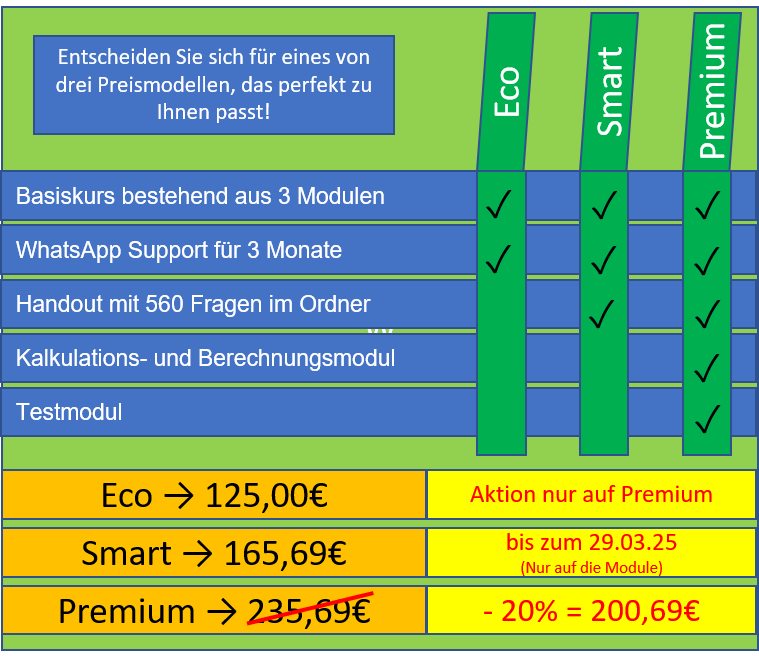 Entscheiden Sie sich für eines von
drei Preismodellen, das perfekt zu
Ihnen passt!
Eco
Smart
Premium
Basiskurs bestehend aus 3 Modulen
WhatsApp Support für 3 Monate
Handout mit 560 Fragen im Ordner
Kalkulations- und Berechnungsmodul
Testmodul
Eco → 125,00€
Aktion nur auf Premium
Smart → 165,69€
bis zum 29.03.25
(Nur auf die Module)
Premium → 235,69€
- 20% = 200,69€